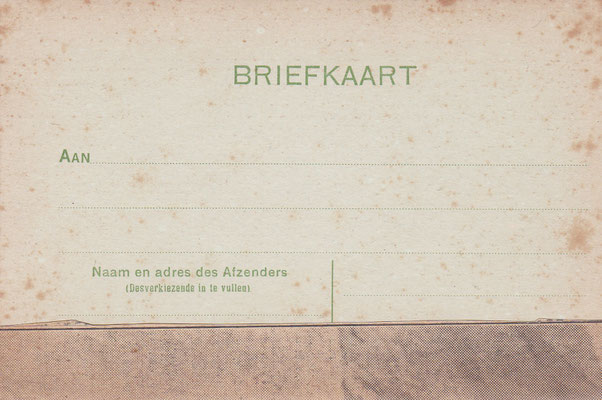 BRIEFKAART
AAN
Naam en adres des Afzenders
(Desverkiezende in te vullen)